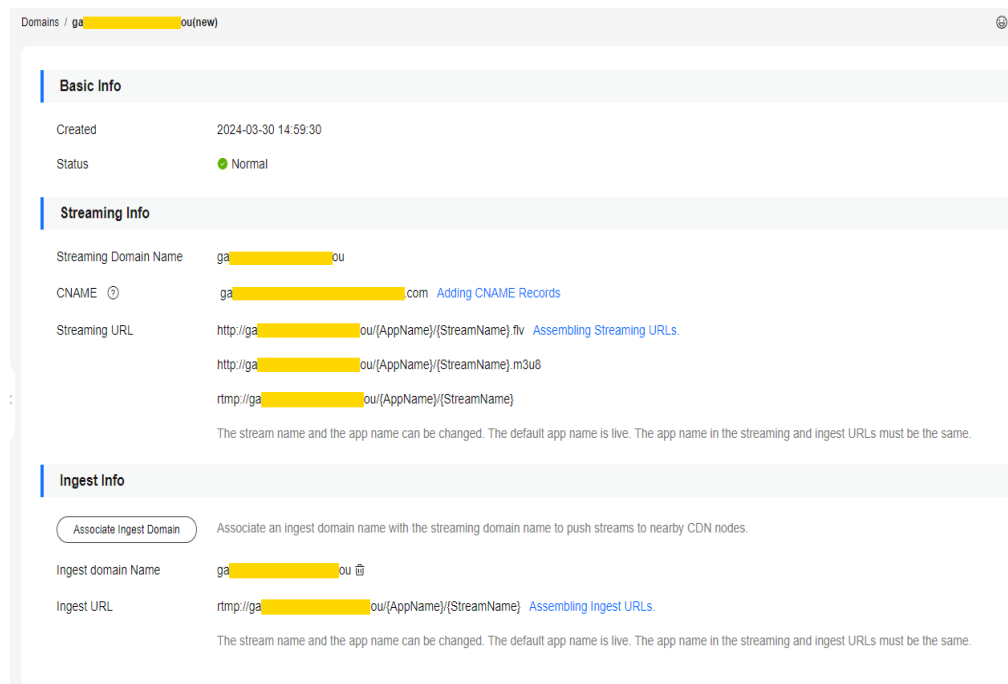 Domains / ga ou(new)
Basic Info
Created 2024-03-30 14:59:30
Status Normal
Streaming Info
Streaming Domain Name ga ou
CNAME ? ga .com Adding CNAME Records
Streaming URL http://ga ou/{AppName}/{StreamName}.flv Assembling Streaming URLs.
http://ga ou/{AppName}/{StreamName}.m3u8
rtmp://ga ou/{AppName}/{StreamName}
The stream name and the app name can be changed. The default app name is live. The app name in the streaming and ingest URLs must be the same.
Ingest Info
Associate Ingest Domain Associate an ingest domain name with the streaming domain name to push streams to nearby CDN nodes.
Ingest domain Name ga ou
Ingest URL rtmp://ga ou/{AppName}/{StreamName} Assembling Ingest URLs.
The stream name and the app name can be changed. The default app name is live. The app name in the streaming and ingest URLs must be the same.